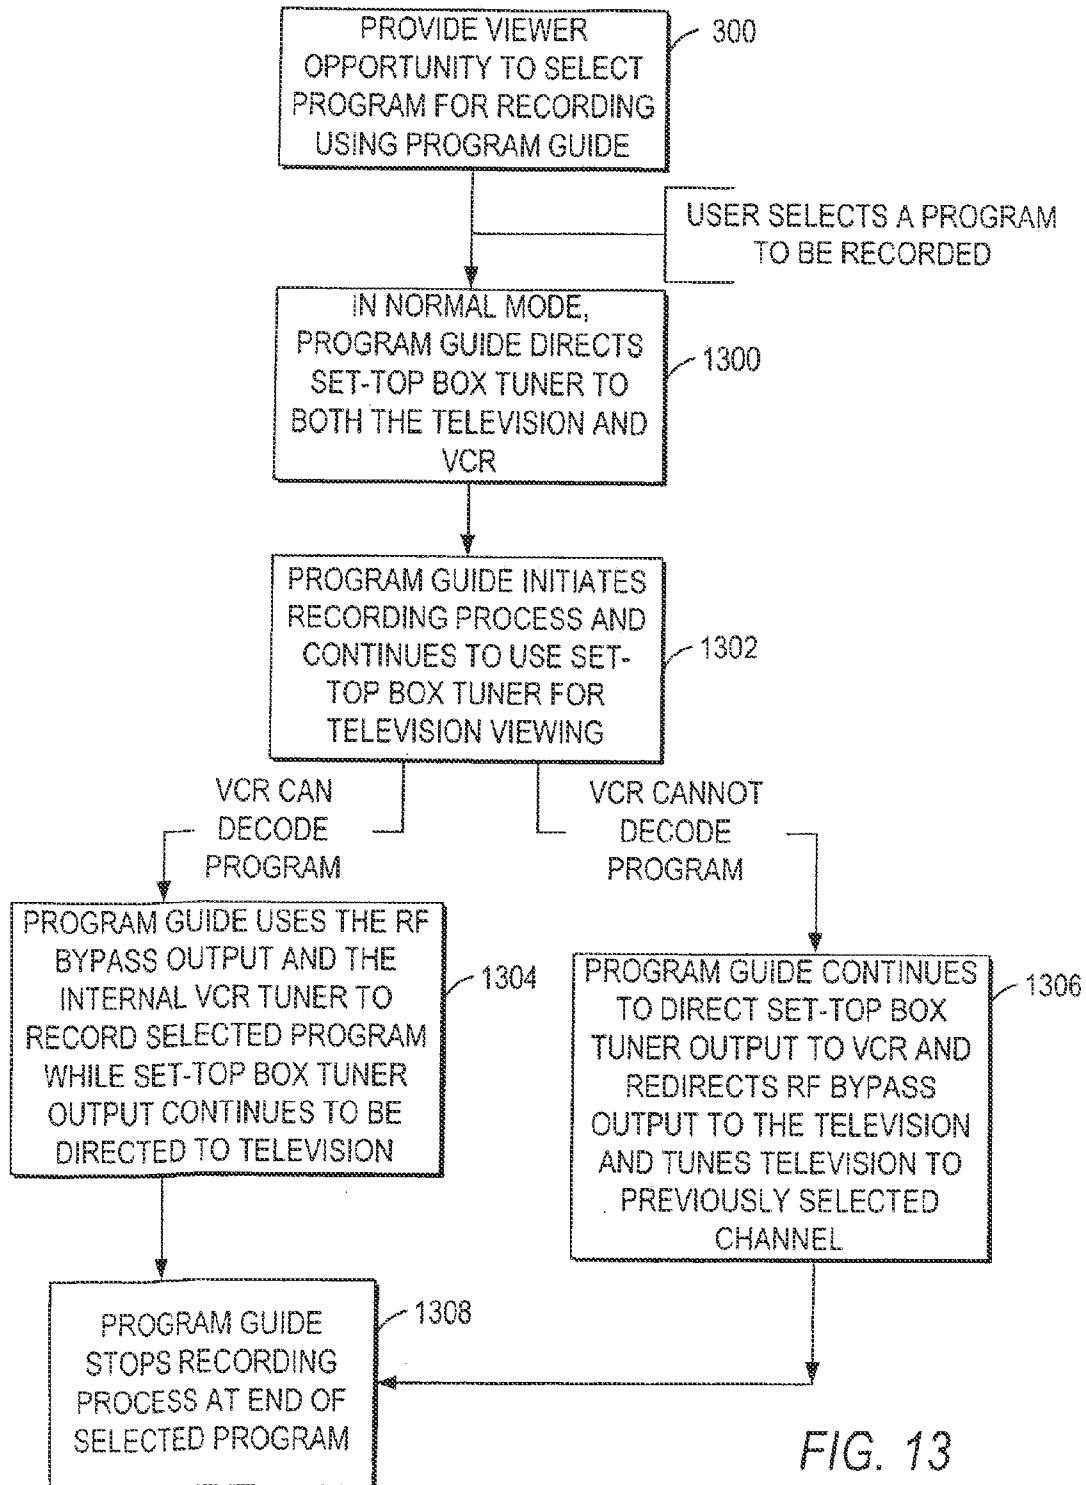 PROVIDE VIEWER
OPPORTUNITY TO SELECT
PROGRAM FOR RECORDING
USING PROGRAM GUIDE
300
USER SELECTS A PROGRAM
TO BE RECORDED
IN NORMAL MODE,
PROGRAM GUIDE DIRECTS
SET-TOP BOX TUNER TO
BOTH THE TELEVISION AND
VCR
1300
PROGRAM GUIDE INITIATES
RECORDING PROCESS AND
CONTINUES TO USE SET-
TOP BOX TUNER FOR
TELEVISION VIEWING
1302
VCR CAN
DECODE
PROGRAM
VCR CANNOT
DECODE
PROGRAM
PROGRAM GUIDE USES THE RF
BYPASS OUTPUT AND THE
INTERNAL VCR TUNER TO
RECORD SELECTED PROGRAM
WHILE SET-TOP BOX TUNER
OUTPUT CONTINUES TO BE
DIRECTED TO TELEVISION
1304
PROGRAM GUIDE CONTINUES
TO DIRECT SET-TOP BOX
TUNER OUTPUT TO VCR AND
REDIRECTS RF BYPASS
OUTPUT TO THE TELEVISION
AND TUNES TELEVISION TO
PREVIOUSLY SELECTED
CHANNEL
1306
PROGRAM GUIDE
STOPS RECORDING
PROCESS AT END OF
SELECTED PROGRAM
1308
FIG. 13